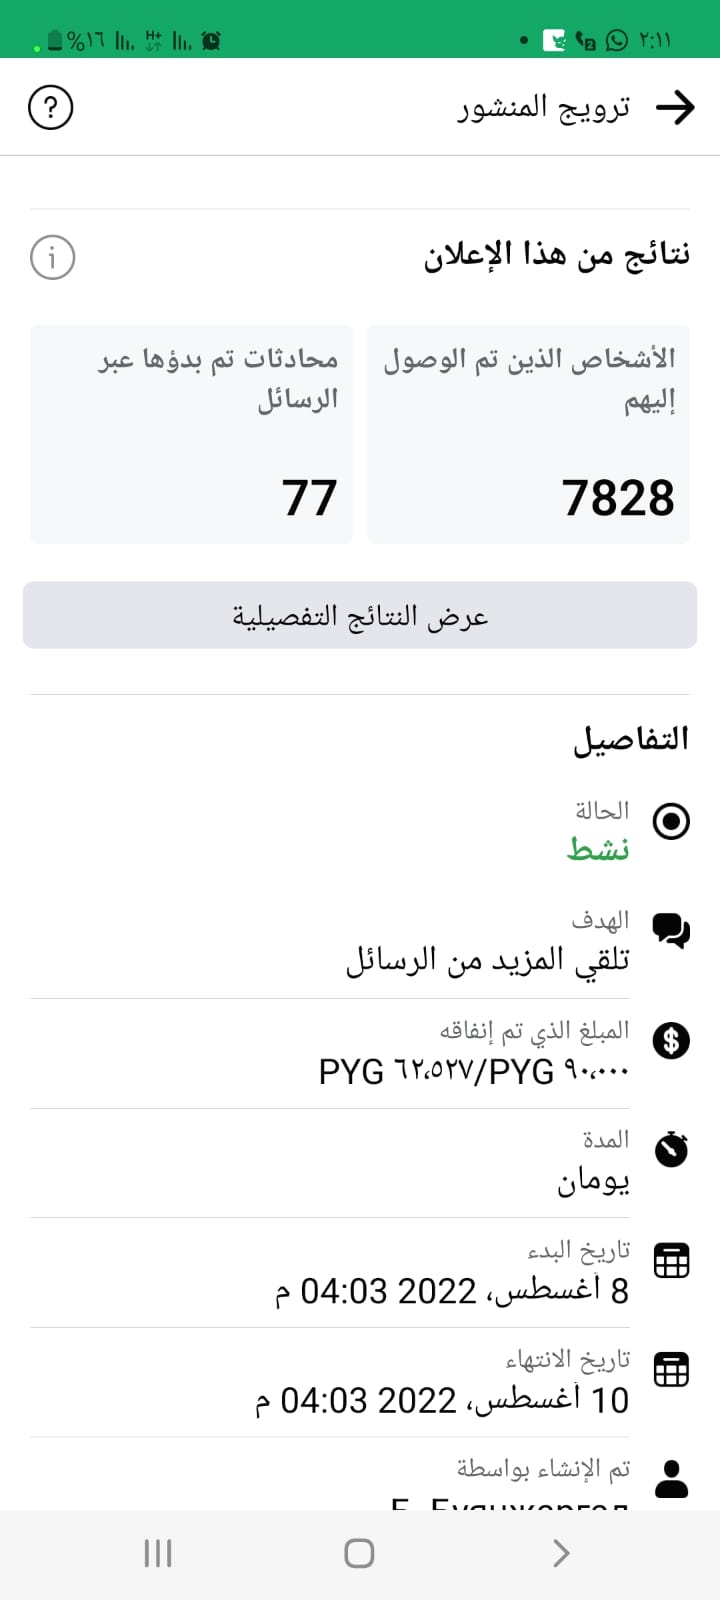 ٢:١١
%١٦
H+
2
ترويج المنشور
?
نتائج من هذا الإعلان
i
الأشخاص الذين تم الوصول
إليهم
7828
محادثات تم بدؤها عبر
الرسائل
77
عرض النتائج التفصيلية
التفاصيل
الحالة
نشط
الهدف
تلقي المزيد من الرسائل
المبلغ الذي تم إنفاقه
PYG ٦٢،٥٢٧/PYG ٩٠،٠٠٠
المدة
يومان
تاريخ البدء
8 أغسطس، 2022 04:03 م
تاريخ الانتهاء
10 أغسطس، 2022 04:03 م
تم الإنشاء بواسطة